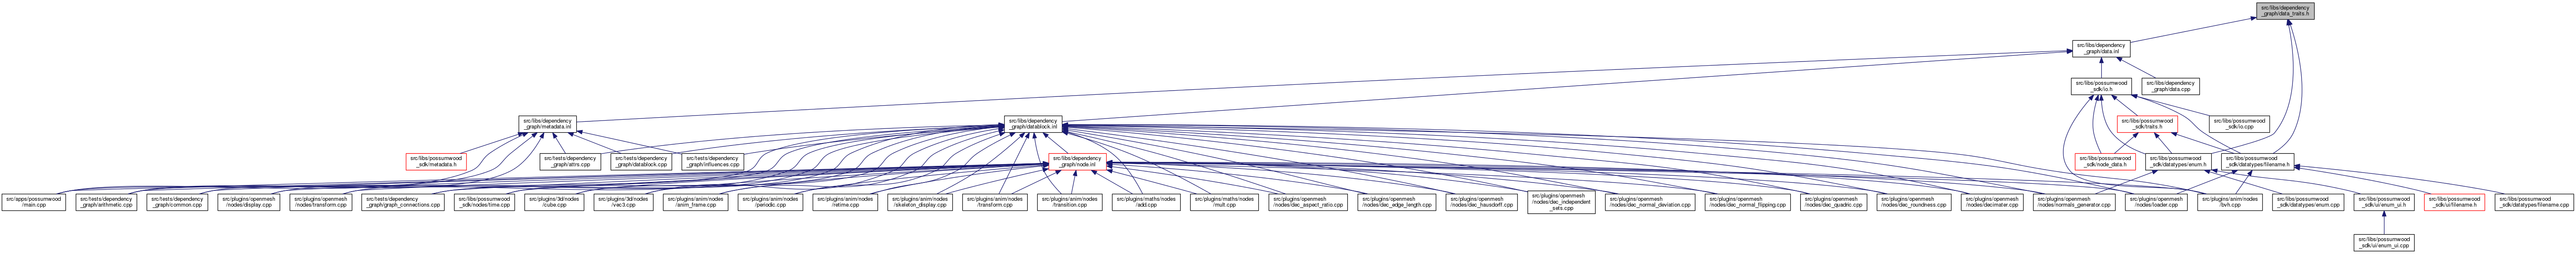 src/libs/dependency
_graph/data_traits.h
src/libs/dependency
_graph/data.inl
src/libs/possumwood
_sdk/io.h
src/libs/dependency
_graph/data.cpp
src/libs/dependency
_graph/metadata.inl
src/libs/dependency
_graph/datablock.inl
src/libs/possumwood
_sdk/traits.h
src/libs/possumwood
_sdk/io.cpp
src/libs/possumwood
_sdk/metadata.h
src/tests/dependency
_graph/attrs.cpp
src/tests/dependency
_graph/datablock.cpp
src/tests/dependency
_graph/influences.cpp
src/libs/dependency
_graph/node.inl
src/libs/possumwood
_sdk/node_data.h
src/libs/possumwood
_sdk/datatypes/enum.h
src/libs/possumwood
_sdk/datatypes/filename.h
src/apps/possumwood
/main.cpp
src/tests/dependency
_graph/arithmetic.cpp
src/tests/dependency
_graph/common.cpp
src/plugins/openmesh
/nodes/display.cpp
src/plugins/openmesh
/nodes/transform.cpp
src/tests/dependency
_graph/graph_connections.cpp
src/libs/possumwood
_sdk/nodes/time.cpp
src/plugins/3d/nodes
/cube.cpp
src/plugins/3d/nodes
/vec3.cpp
src/plugins/anim/nodes
/anim_frame.cpp
src/plugins/anim/nodes
/periodic.cpp
src/plugins/anim/nodes
/retime.cpp
src/plugins/anim/nodes
/skeleton_display.cpp
src/plugins/anim/nodes
/transform.cpp
src/plugins/anim/nodes
/transition.cpp
src/plugins/maths/nodes
/add.cpp
src/plugins/maths/nodes
/mult.cpp
src/plugins/openmesh
/nodes/dec_aspect_ratio.cpp
src/plugins/openmesh
/nodes/dec_edge_length.cpp
src/plugins/openmesh
/nodes/dec_hausdorff.cpp
src/plugins/openmesh
/nodes/dec_independent
_sets.cpp
src/plugins/openmesh
/nodes/dec_normal_deviation.cpp
src/plugins/openmesh
/nodes/dec_normal_flipping.cpp
src/plugins/openmesh
/nodes/dec_quadric.cpp
src/plugins/openmesh
/nodes/dec_roundness.cpp
src/plugins/openmesh
/nodes/decimater.cpp
src/plugins/openmesh
/nodes/normals_generator.cpp
src/plugins/openmesh
/nodes/loader.cpp
src/plugins/anim/nodes
/bvh.cpp
src/libs/possumwood
_sdk/datatypes/enum.cpp
src/libs/possumwood
_sdk/ui/enum_ui.h
src/libs/possumwood
_sdk/ui/filename.h
src/libs/possumwood
_sdk/datatypes/filename.cpp
src/libs/possumwood
_sdk/ui/enum_ui.cpp